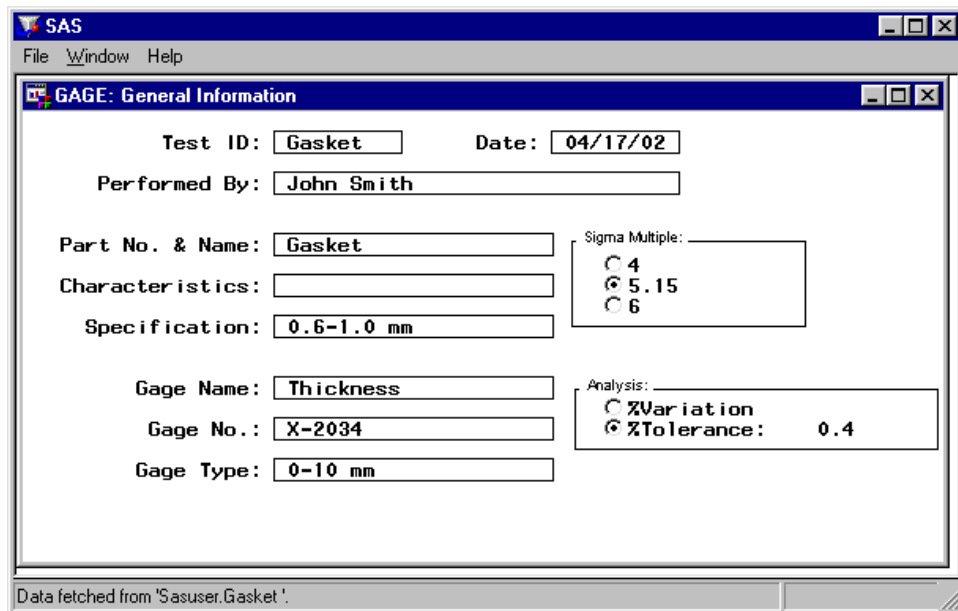 SAS
File Window Help
GAGE: General Information
Test ID: Gasket Date: 04/17/02
Performed By: John Smith
Part No. & Name: Gasket
Characteristics:
Specification: 0.6-1.0 mm
Sigma Multiple:
4
5.15
6
Gage Name: Thickness
Gage No.: X-2034
Gage Type: 0-10 mm
Analysis:
%Variation
%Tolerance: 0.4
Data fetched from 'Sasuser.Gasket '.